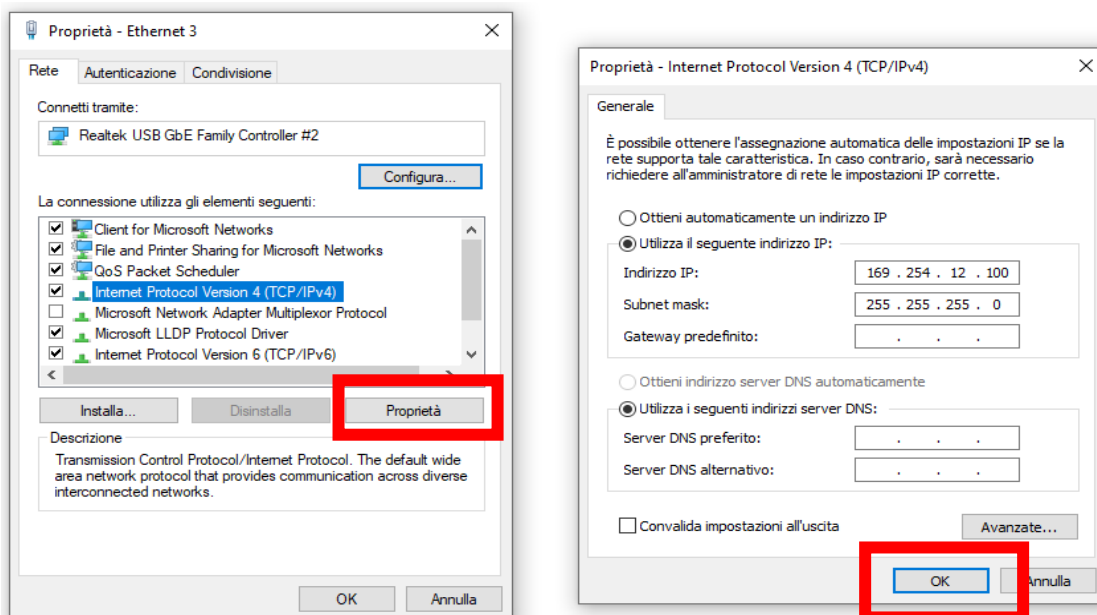 Proprietà - Ethernet 3
Rete
Autenticazione
Condivisione
Connetti tramite:
Realtek USB GbE Family Controller #2
Configura...
La connessione utilizza gli elementi seguenti:
Client for Microsoft Networks
File and Printer Sharing for Microsoft Networks
QoS Packet Scheduler
Internet Protocol Version 4 (TCP/IPv4)
Microsoft Network Adapter Multiplexor Protocol
Microsoft LLDP Protocol Driver
Internet Protocol Version 6 (TCP/IPv6)
Installa...
Disinstalla
Proprietà
Descrizione
Transmission Control Protocol/Internet Protocol. The default wide
area network protocol that provides communication across diverse
interconnected networks.
OK
Annulla
Proprietà - Internet Protocol Version 4 (TCP/IPv4)
Generale
È possibile ottenere l'assegnazione automatica delle impostazioni IP se la
rete supporta tale caratteristica. In caso contrario, sarà necessario
richiedere all'amministratore di rete le impostazioni IP corrette.
Ottieni automaticamente un indirizzo IP
Utilizza il seguente indirizzo IP:
Indirizzo IP:
169 . 254 . 12 . 100
Subnet mask:
255 . 255 . 255 . 0
Gateway predefinito:
. . .
Ottieni indirizzo server DNS automaticamente
Utilizza i seguenti indirizzi server DNS:
Server DNS preferito:
. . .
Server DNS alternativo:
. . .
Convalida impostazioni all'uscita
Avanzate...
OK
Annulla